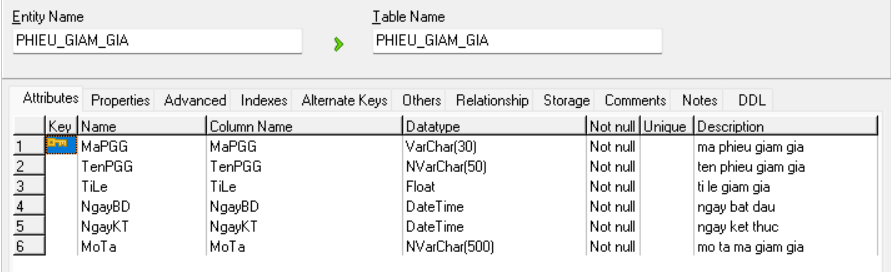 Entity Name Table Name
PHIEU_GIAM_GIA PHIEU_GIAM_GIA
Attributes Properties Advanced Indexes Alternate Keys Others Relationship Storage Comments Notes DDL
Key Name Column Name Datatype Not null Unique Description
1 MaPGG MaPGG VarChar(30) Not null ma phieu giam gia
2 TenPGG TenPGG NVarChar(50) Not null ten phieu giam gia
3 TiLe TiLe Float Not null ti le giam gia
4 NgayBD NgayBD DateTime Not null ngay bat dau
5 NgayKT NgayKT DateTime Not null ngay ket thuc
6 MoTa MoTa NVarChar(500) Not null mo ta ma giam gia